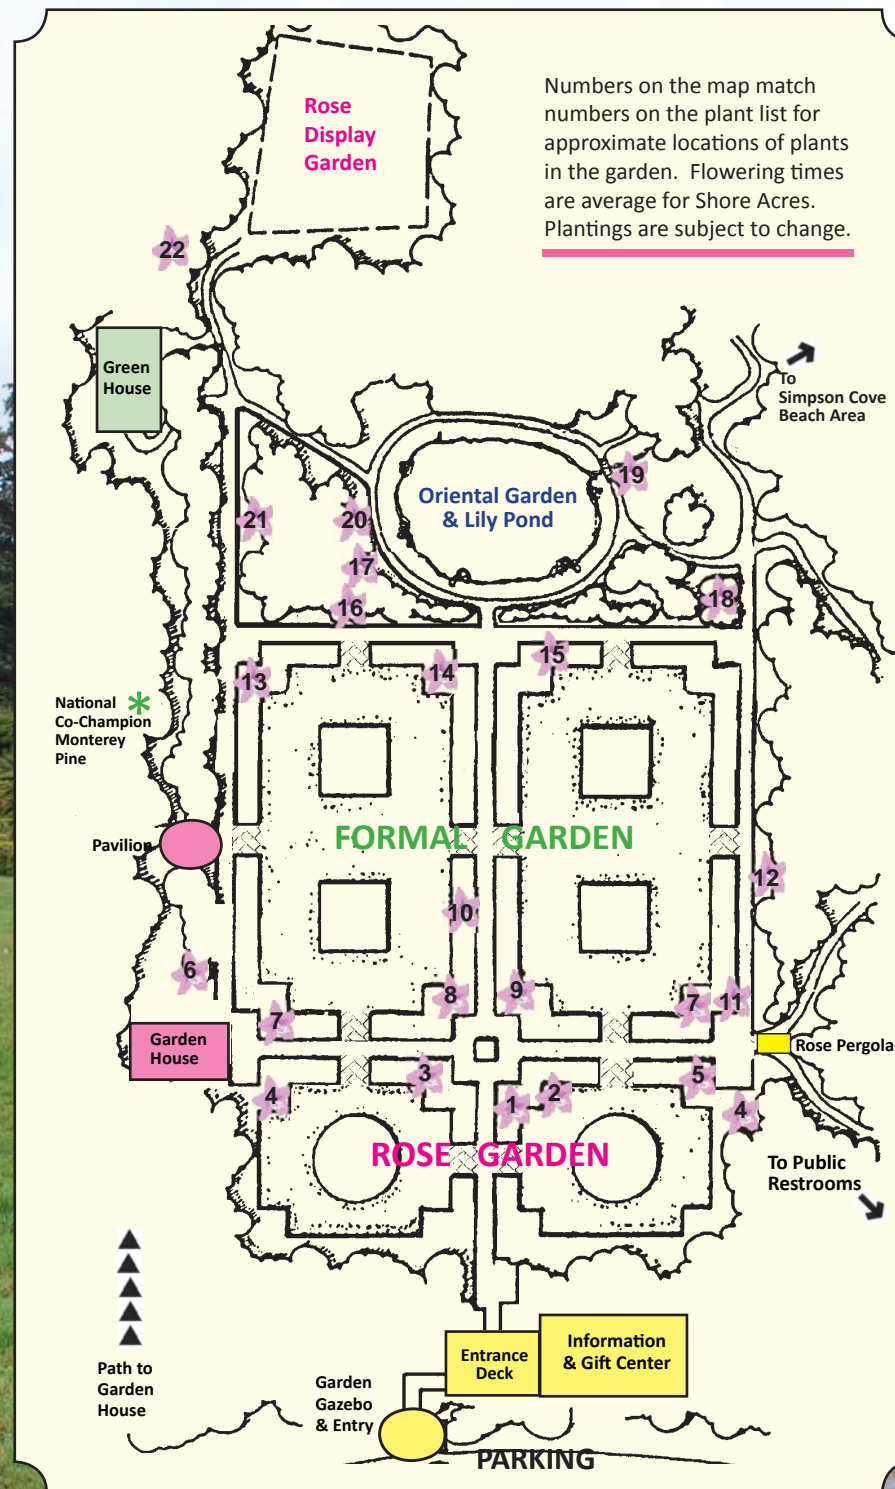 Rose
Display
Garden
Numbers on the map match
numbers on the plant list for
approximate locations of plants
in the garden.  Flowering times
are average for Shore Acres.
Plantings are subject to change.
22
Green
House
To
Simpson Cove
Beach Area
Oriental Garden
& Lily Pond
19
21
20
17
16
18
15
14
13
National
Co-Champion
Monterey
Pine
Pavilion
FORMAL GARDEN
12
10
6
8
9
7
11
7
Garden
House
Rose Pergola
3
5
4
1
2
4
ROSE GARDEN
To Public
Restrooms
Path to
Garden
House
Entrance
Deck
Information
& Gift Center
Garden
Gazebo
& Entry
PARKING